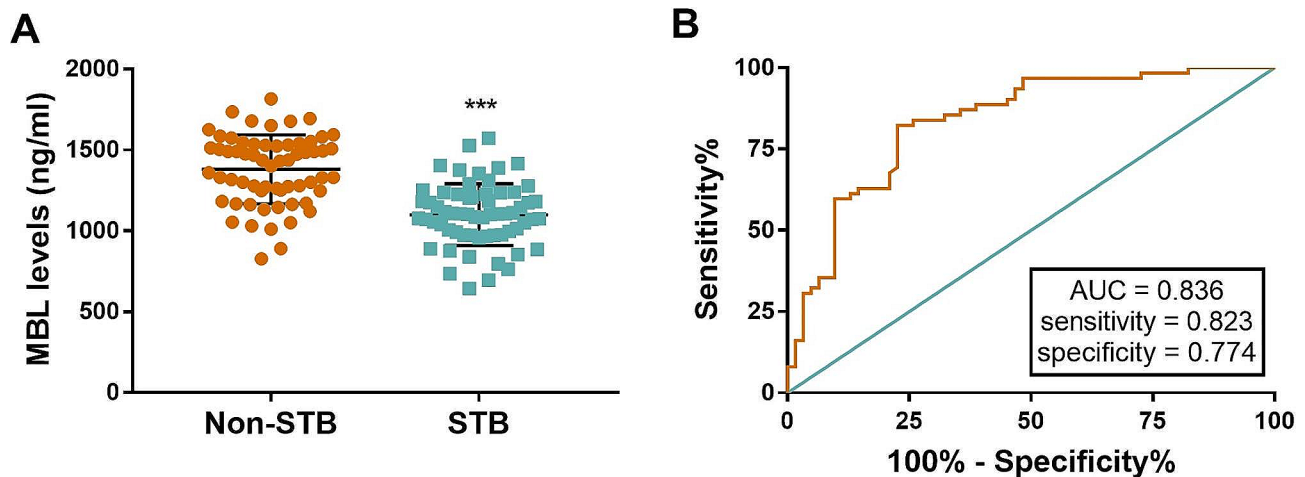 A
MBL levels (ng/ml)
2000
1500
1000
500
0
***
Non-STB
STB
B
Sensitivity%
100
75
50
25
0
AUC = 0.836
sensitivity = 0.823
specificity = 0.774
0
25
50
75
100
100% - Specificity%